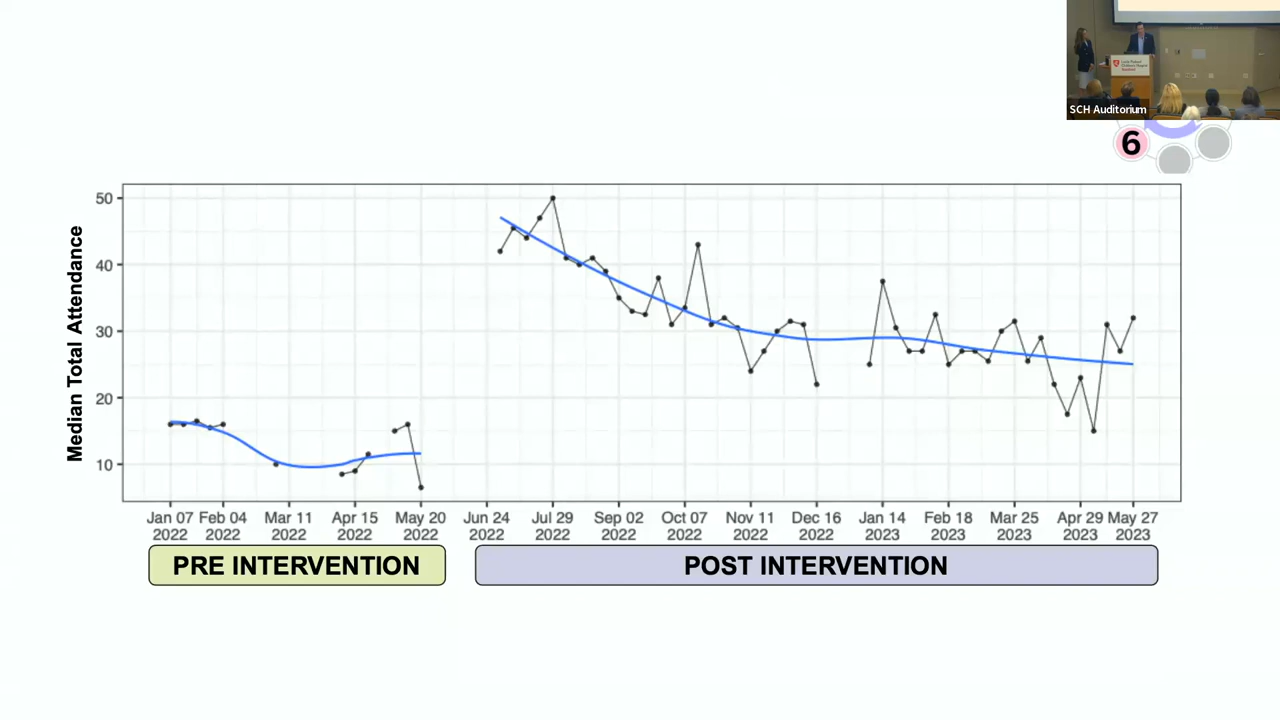 SCH Auditorium
6
Median Total Attendance
50
40
30
20
10
Jan 07 Feb 04 Mar 11 Apr 15 May 20 Jun 24 Jul 29 Sep 02 Oct 07 Nov 11 Dec 16 Jan 14 Feb 18 Mar 25 Apr 29 May 27
2022 2022 2022 2022 2022 2022 2022 2022 2022 2022 2022 2023 2023 2023 2023 2023
PRE INTERVENTION
POST INTERVENTION